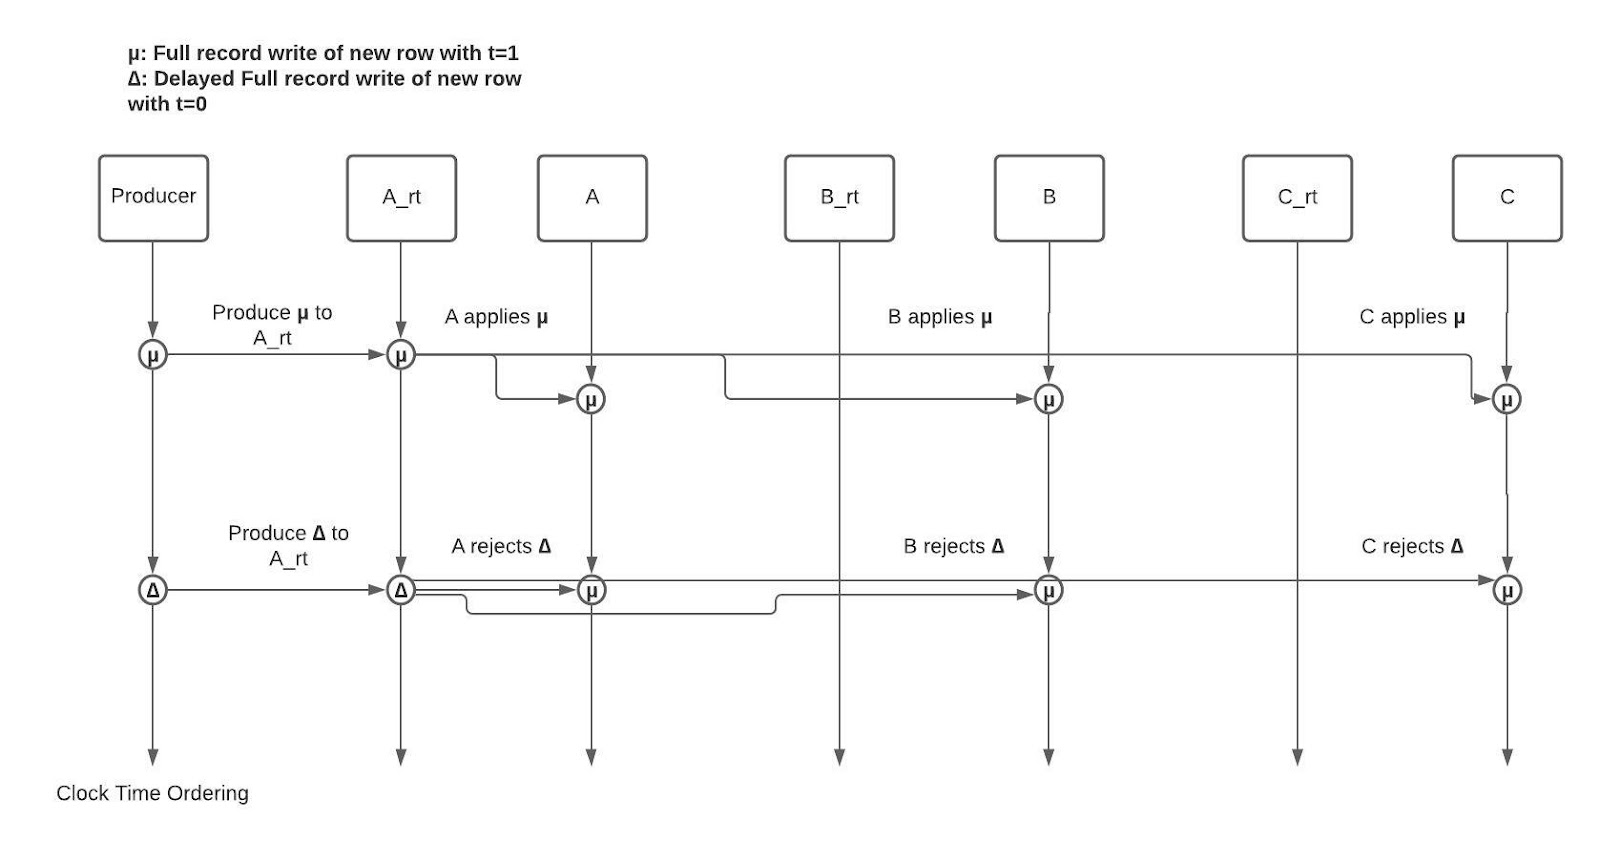 µ: Full record write of new row with t=1
Δ: Delayed Full record write of new row
with t=0
Producer
A_rt
A
B_rt
B
C_rt
C
Produce µ to
A_rt
A applies µ
B applies µ
C applies µ
µ
µ
µ
µ
µ
Produce Δ to
A_rt
A rejects Δ
B rejects Δ
C rejects Δ
Δ
Δ
µ
µ
µ
Clock Time Ordering